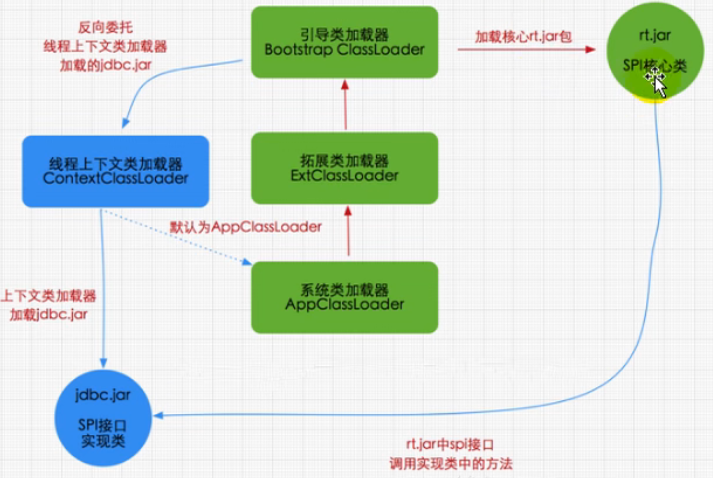 反向委托
线程上下文类加载器
加载的jdbc.jar
引导类加载器
Bootstrap ClassLoader
加载核心rt.jar包
rt.jar
SPI核心类
线程上下文类加载器
ContextClassLoader
拓展类加载器
ExtClassLoader
默认为AppClassLoader
系统类加载器
AppClassLoader
上下文类加载器
加载jdbc.jar
jdbc.jar
SPI接口
实现类
rt.jar中spi接口
调用实现类中的方法